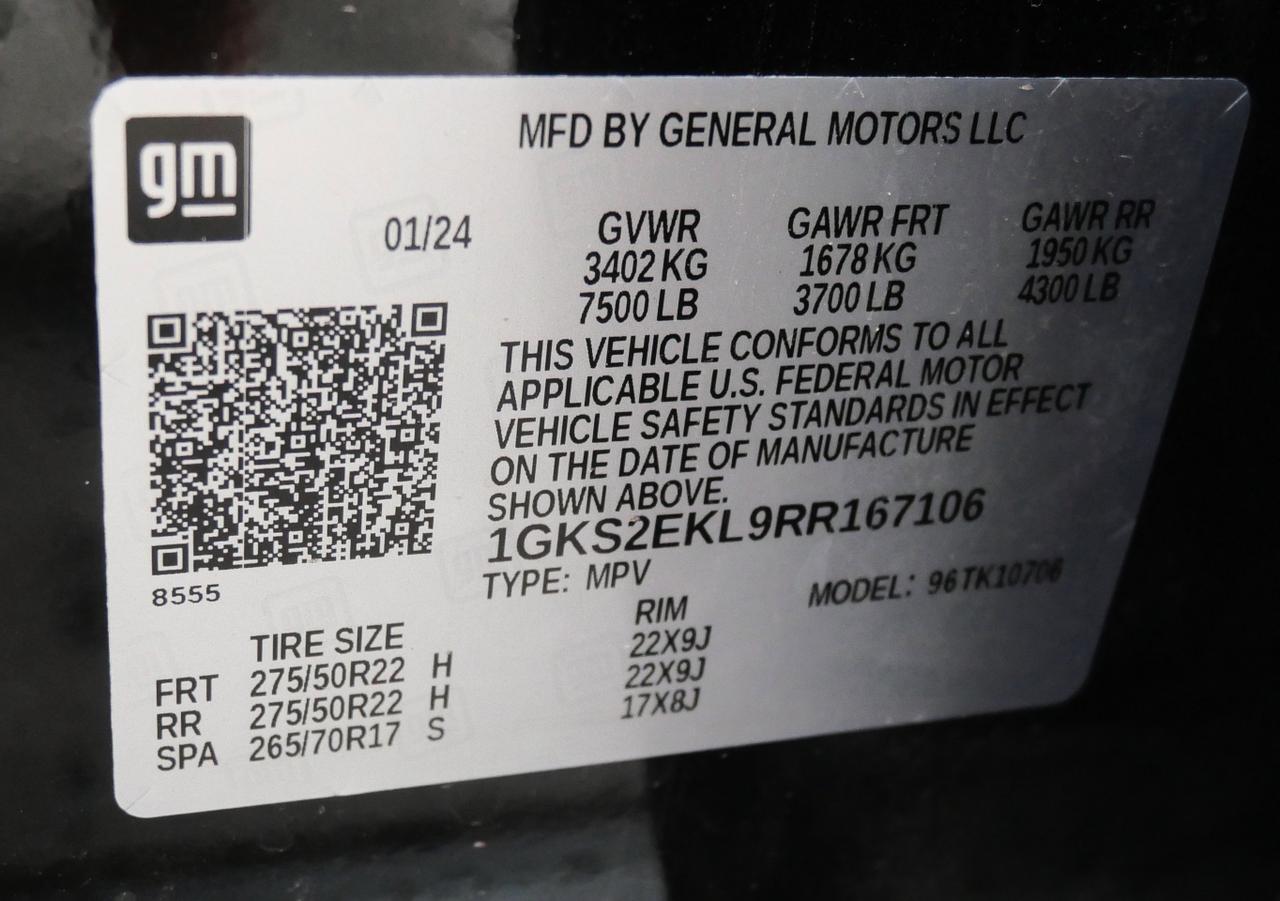 gm
MFD BY GENERAL MOTORS LLC
01/24
GVWR GAWR FRT GAWR RR
3402 KG 1678 KG 1950 KG
7500 LB 3700 LB 4300 LB
THIS VEHICLE CONFORMS TO ALL
APPLICABLE U.S. FEDERAL MOTOR
VEHICLE SAFETY STANDARDS IN EFFECT
ON THE DATE OF MANUFACTURE
SHOWN ABOVE.
1GKS2EKL9RR167106
TYPE: MPV MODEL: 96TK10706
8555
TIRE SIZE RIM
FRT 275/50R22 H 22X9J
RR 275/50R22 H 22X9J
SPA 265/70R17 S 17X8J